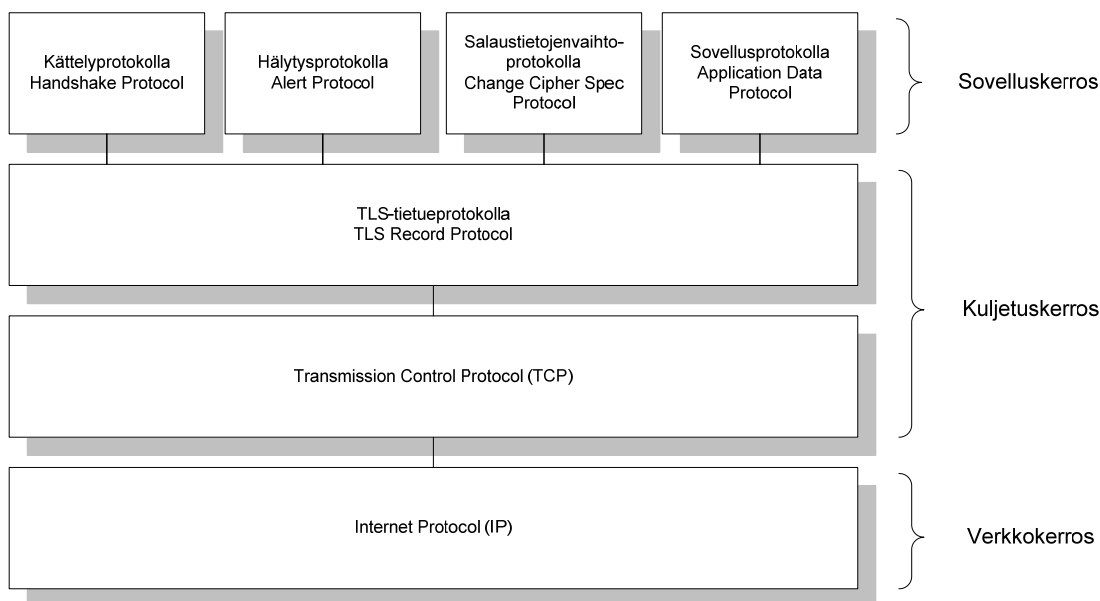 Kättelyprotokolla
Handshake Protocol
Hälytysprotokolla
Alert Protocol
Salaustietojenvaihto-
protokolla
Change Cipher Spec
Protocol
Sovellusprotokolla
Application Data
Protocol
Sovelluskerros
TLS-tietueprotokolla
TLS Record Protocol
Kuljetuskerros
Transmission Control Protocol (TCP)
Internet Protocol (IP)
Verkkokerros